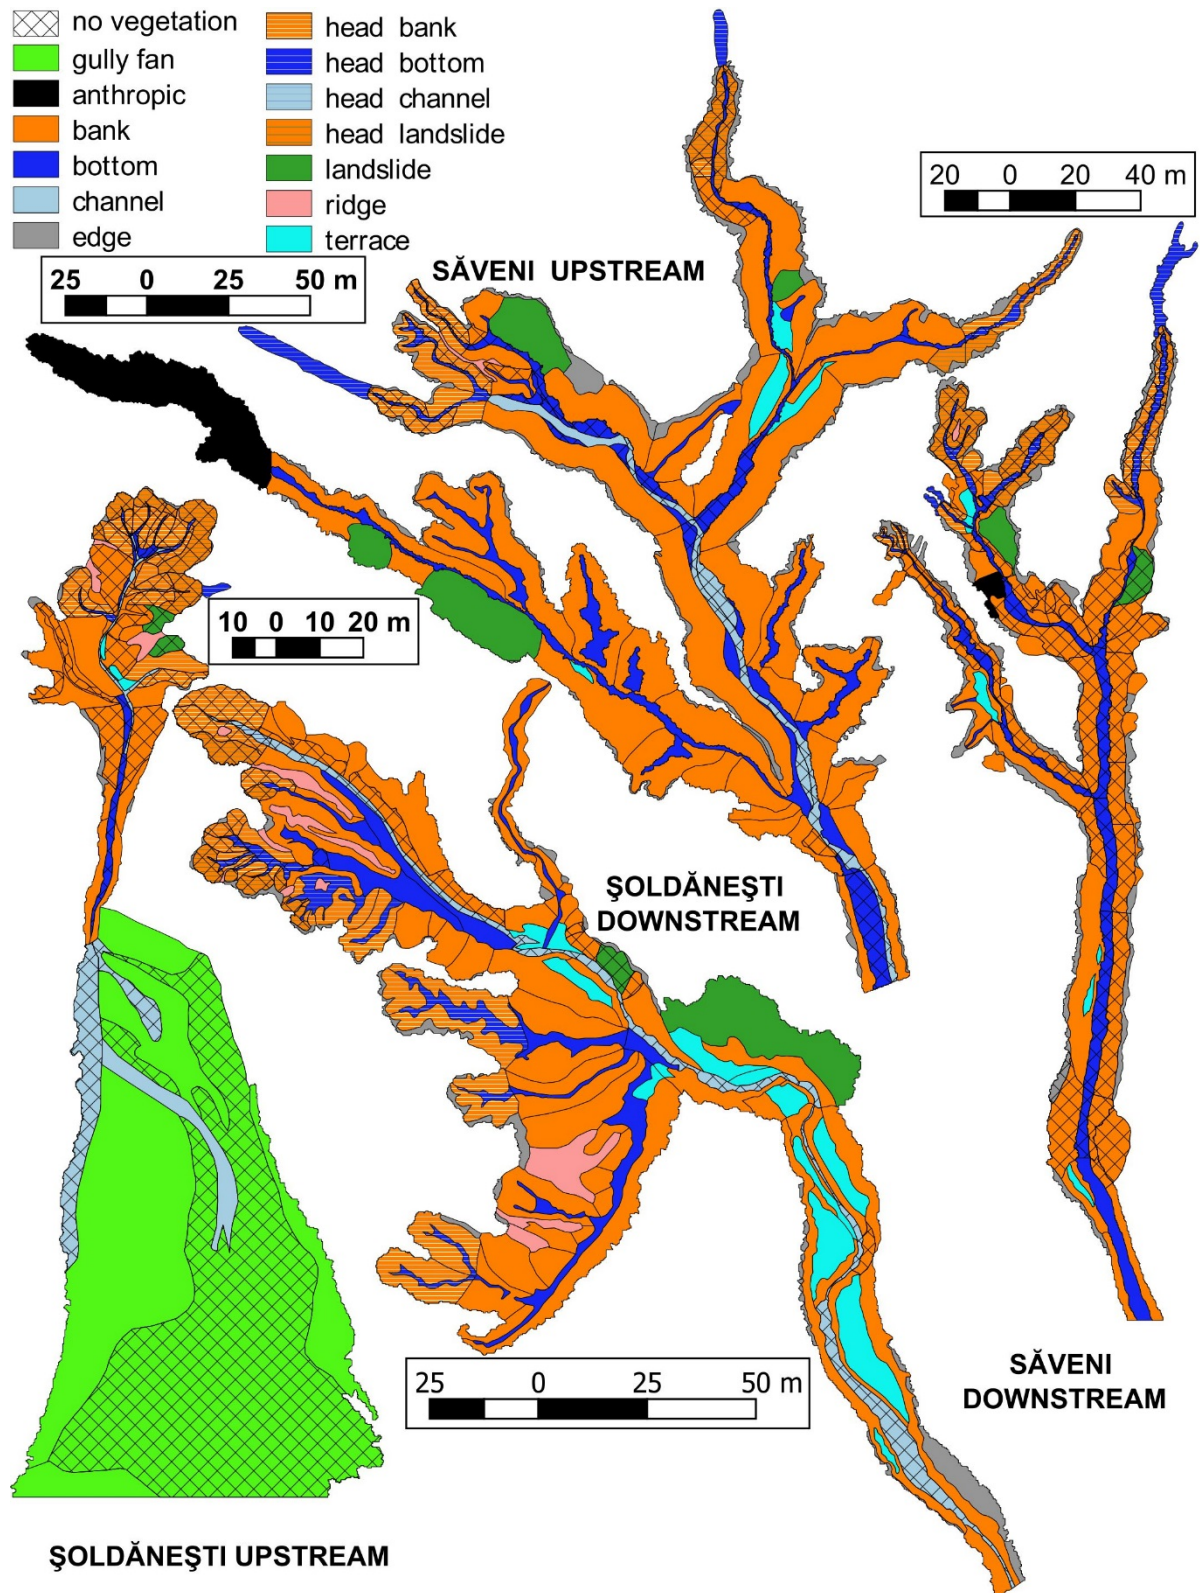 no vegetation
gully fan
anthropic
bank
bottom
channel
edge
head bank
head bottom
head channel
head landslide
landslide
ridge
terrace
20 0 20 40 m
25 0 25 50 m
SĂVENI UPSTREAM
10 0 10 20 m
ŞOLDĂNEŞTI
DOWNSTREAM
25 0 25 50 m
SĂVENI
DOWNSTREAM
ŞOLDĂNEŞTI UPSTREAM